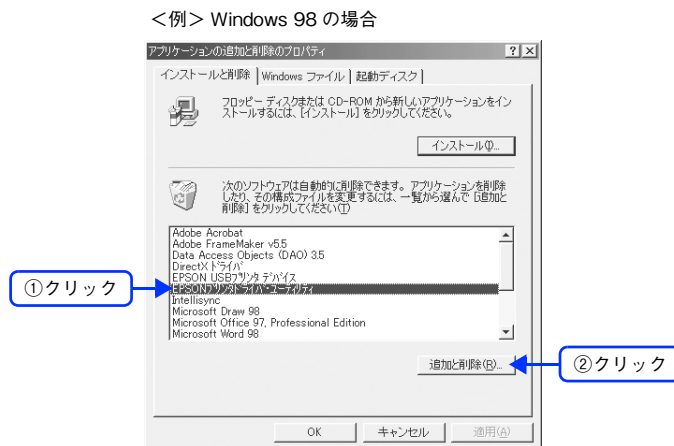 ＜例＞ Windows 98 の場合
アプリケーションの追加と削除のプロパティ
インストールと削除 Windows ファイル 起動ディスク
フロッピー ディスクまたは CD-ROM から新しいアプリケーションをイン
ストールするには、[インストール] をクリックしてください。
インストール(I)...
次のソフトウェアは自動的に削除できます。アプリケーションを削除
したり、その構成ファイルを変更するには、一覧から選んで [追加と
削除] をクリックしてください(T)
Adobe Acrobat
Adobe FrameMaker v5.5
Data Access Objects (DAO) 3.5
DirectX ドライバ
EPSON USBプリンタ デバイス
EPSONプリンタドライバ・ユーティリティ
①クリック
Intellisync
Microsoft Draw 98
Microsoft Office 97, Professional Edition
Microsoft Word 98
追加と削除(R)...
②クリック
OK キャンセル 適用(A)